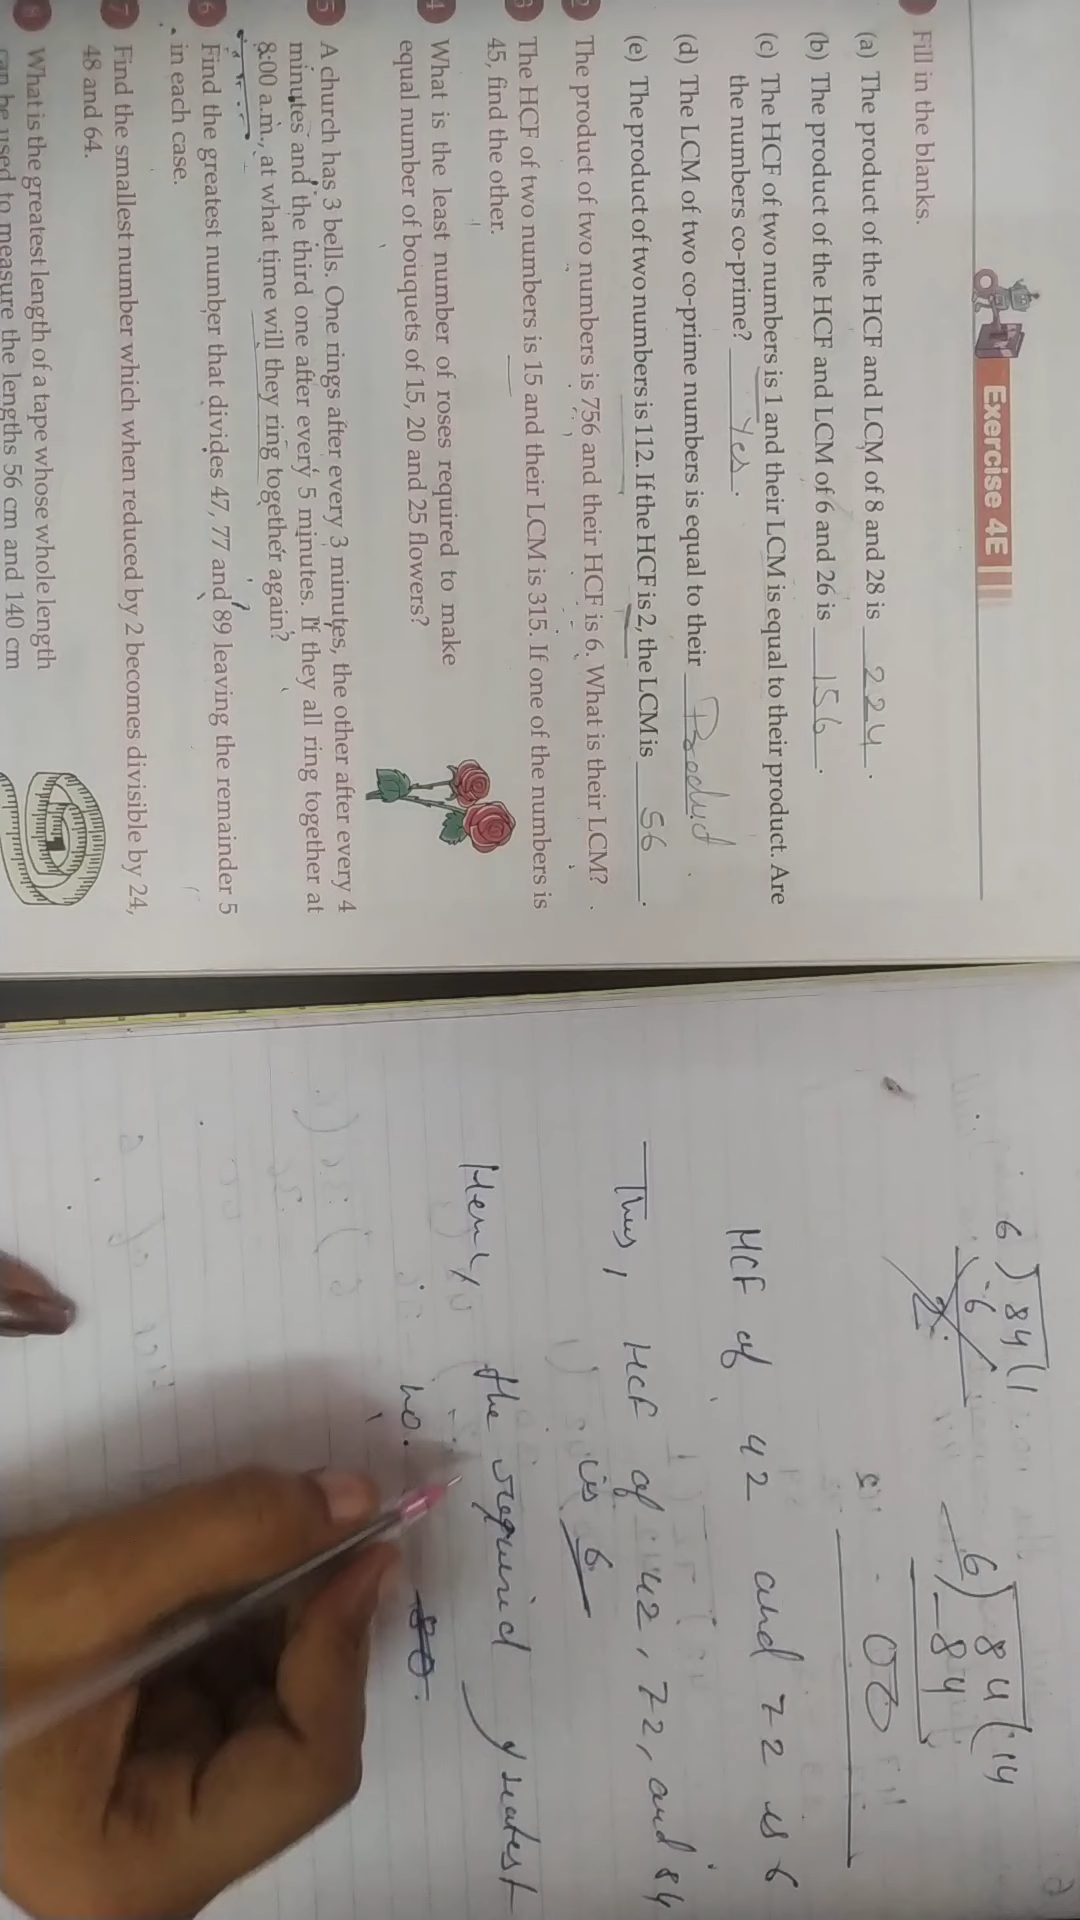 Exercise 4E
Fill in the blanks.
(a) The product of the HCF and LCM of 8 and 28 is 224.
(b) The product of the HCF and LCM of 6 and 26 is 156.
(c) The HCF of two numbers is 1 and their LCM is equal to their product. Are
the numbers co-prime? Yes.
(d) The LCM of two co-prime numbers is equal to their Product.
(e) The product of two numbers is 112. If the HCF is 2, the LCM is 56.
2 The product of two numbers is 756 and their HCF is 6. What is their LCM?
3 The HCF of two numbers is 15 and their LCM is 315. If one of the numbers is
45, find the other.
4 What is the least number of roses required to make
equal number of bouquets of 15, 20 and 25 flowers?
5 A church has 3 bells. One rings after every 3 minutes, the other after every 4
minutes and the third one after every 5 minutes. If they all ring together at
8:00 a.m., at what time will they ring together again?
6 Find the greatest number that divides 47, 77 and 89 leaving the remainder 5
in each case.
7 Find the smallest number which when reduced by 2 becomes divisible by 24,
48 and 64.
8 What is the greatest length of a tape whose whole length
can be used to measure the lengths 56 cm and 140 cm
6) 84 (1
6
6) 84 (14
- 84
00
HCF of 42 and 72 is 6
Thus, HCF of 42, 72, and 84
is 6
the required greatest
no.